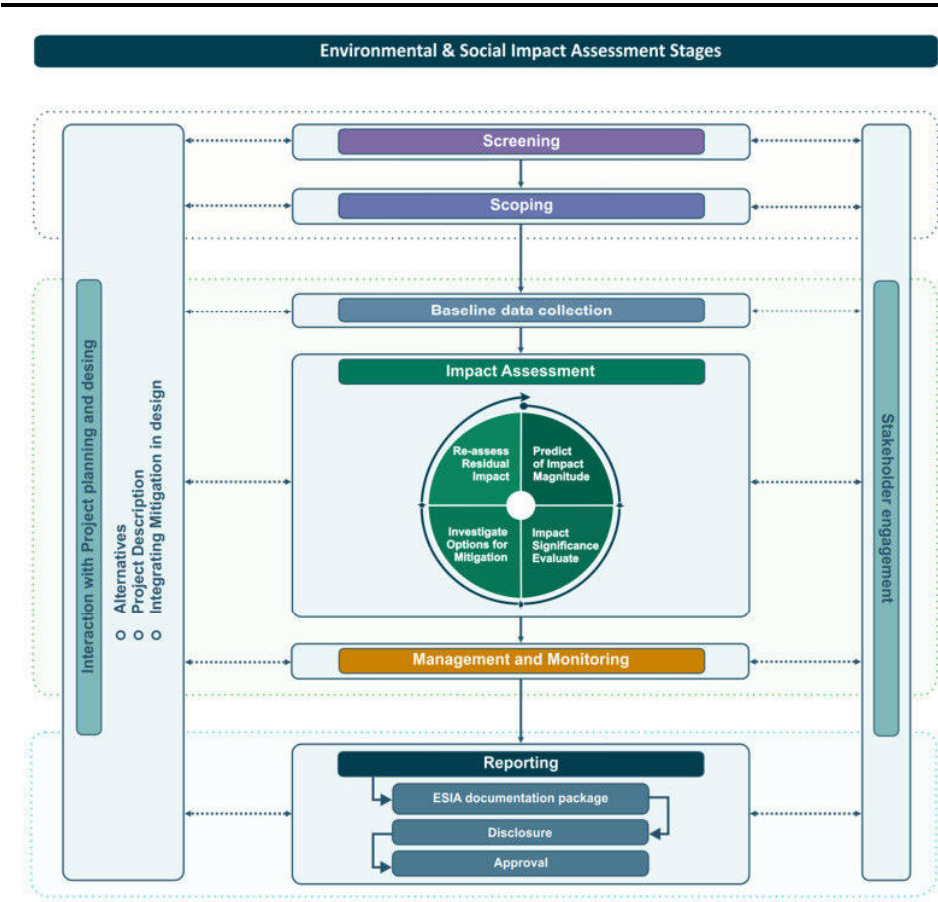 Environmental & Social Impact Assessment Stages
Screening
Scoping
Baseline data collection
Impact Assessment
Re-assess
Residual
Impact
Predict
of Impact
Magnitude
Investigate
Options for
Mitigation
Impact
Significance
Evaluate
Management and Monitoring
Reporting
ESIA documentation package
Disclosure
Approval
Interaction with Project planning and desing
Alternatives
Project Description
Integrating Mitigation in design
Stakeholder engagement